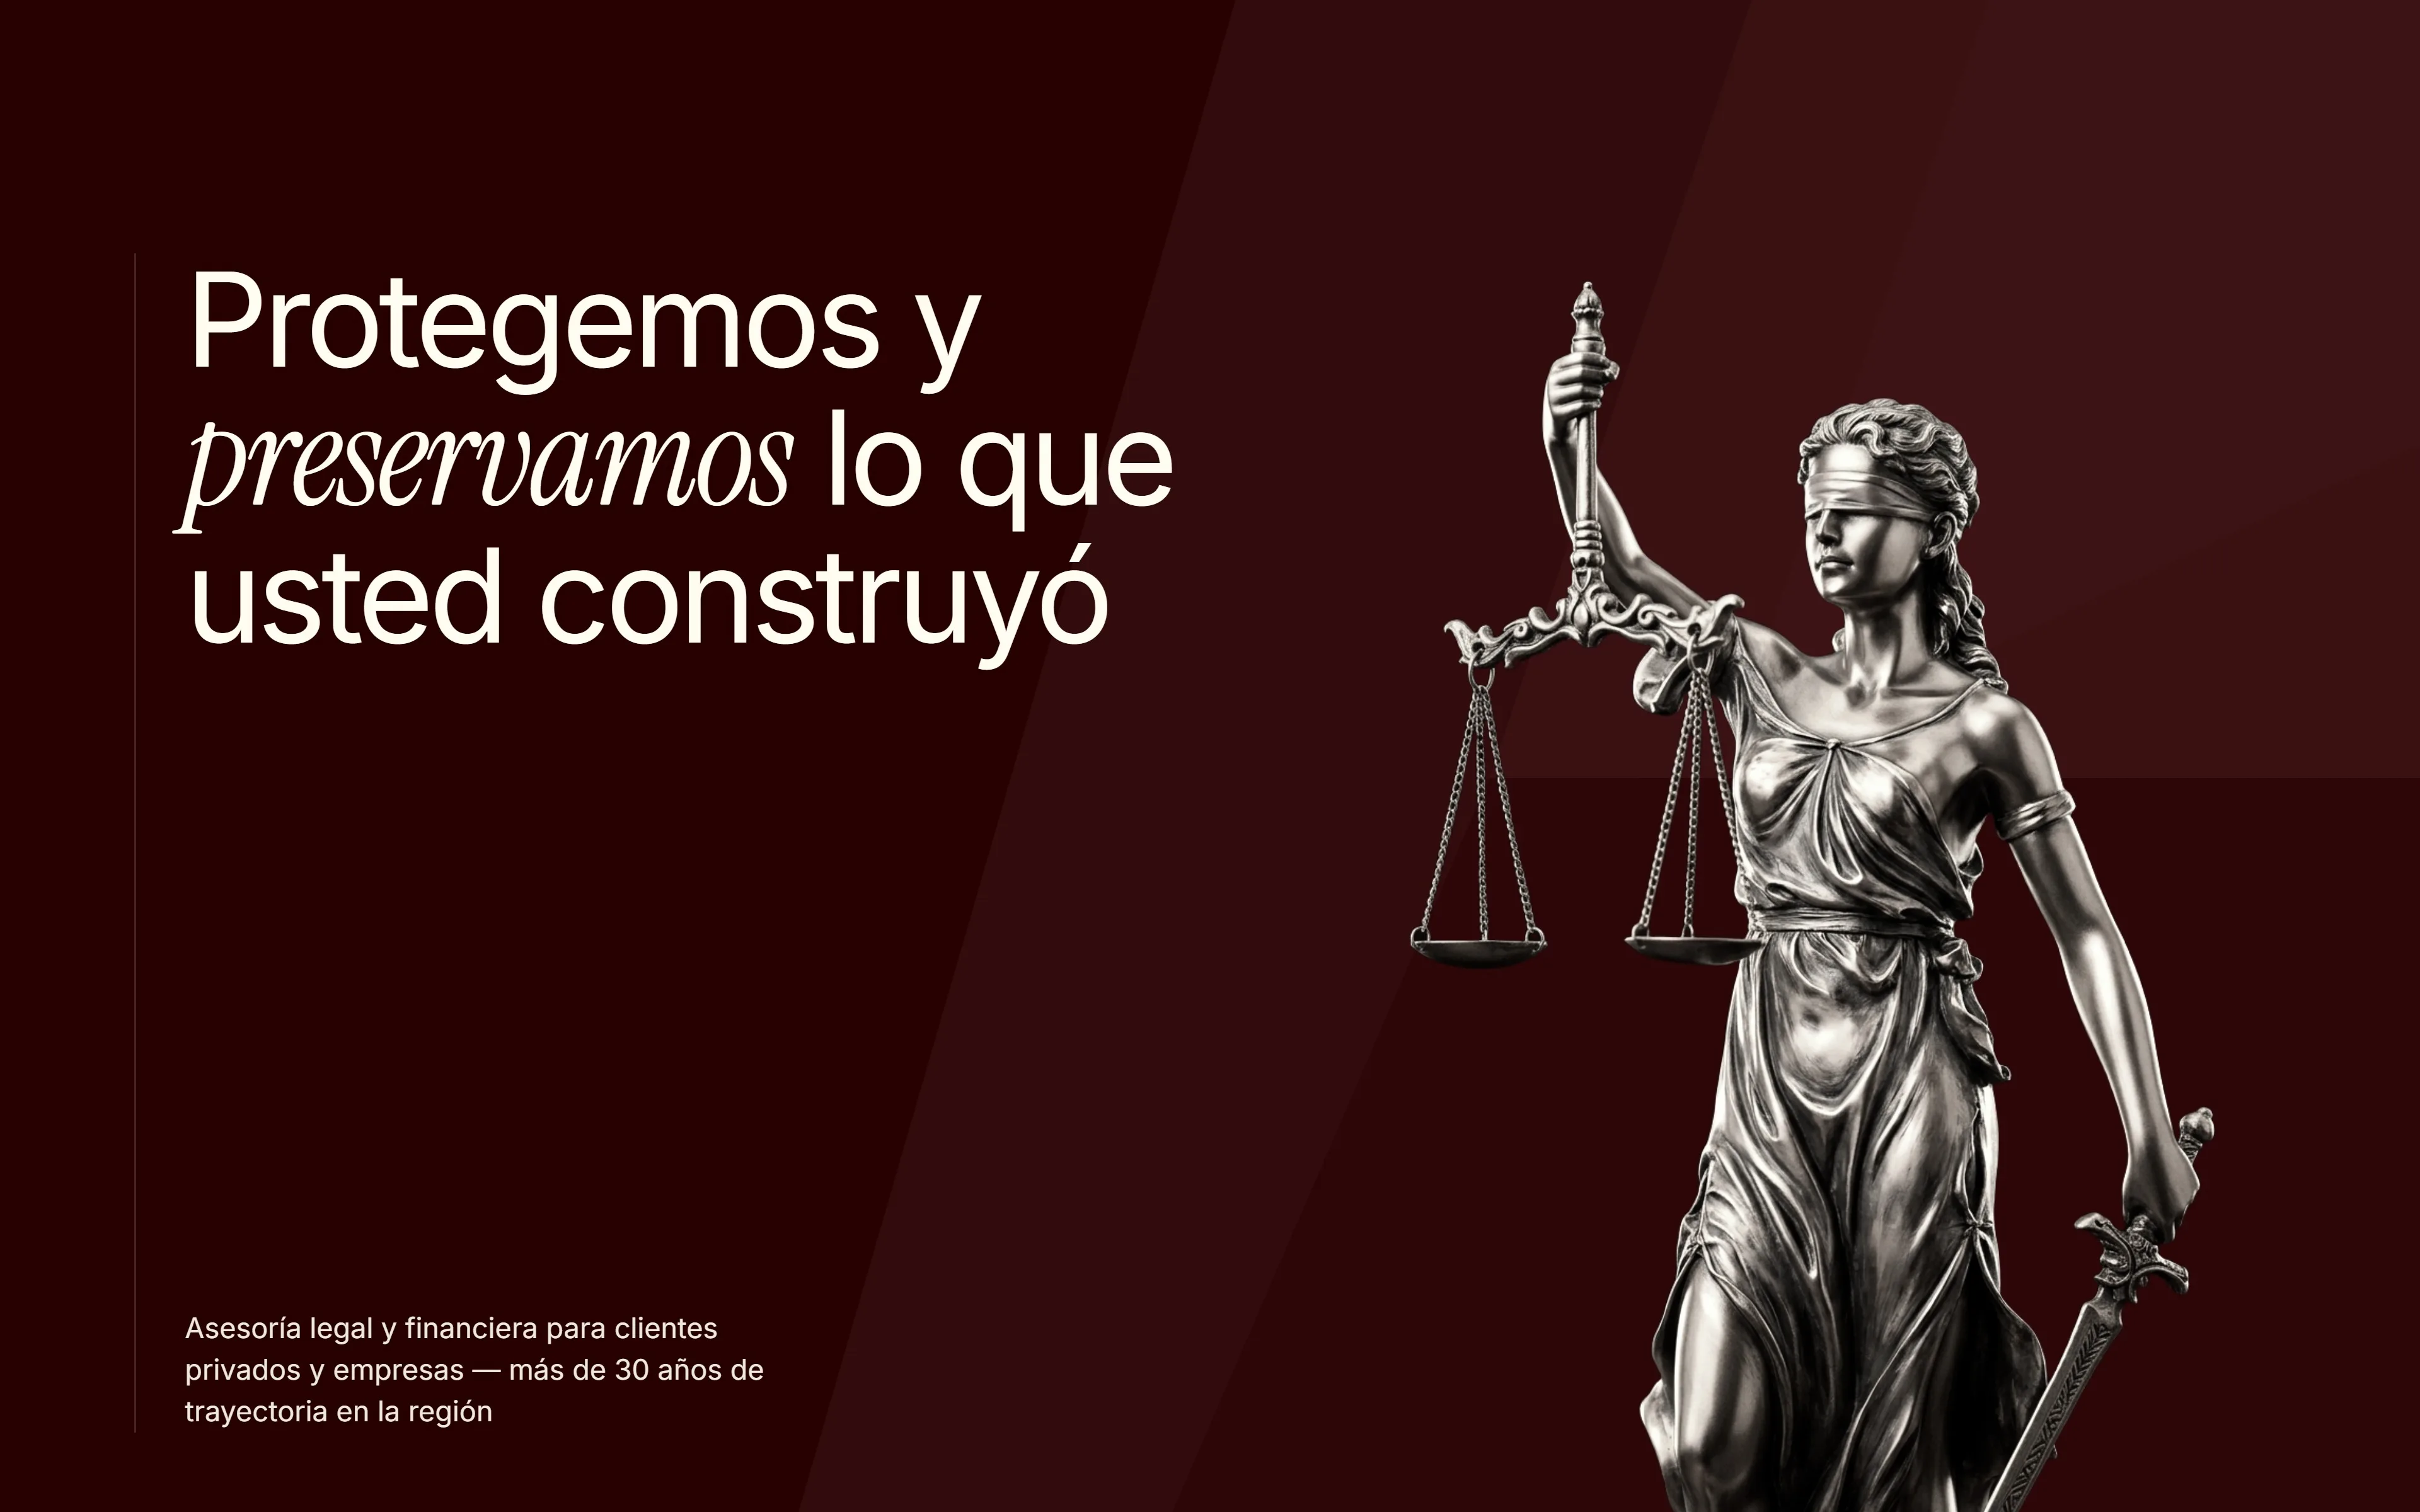 Protegemos y
preservamos lo que
usted construyó
Asesoría legal y financiera para clientes
privados y empresas — más de 30 años de
trayectoria en la región